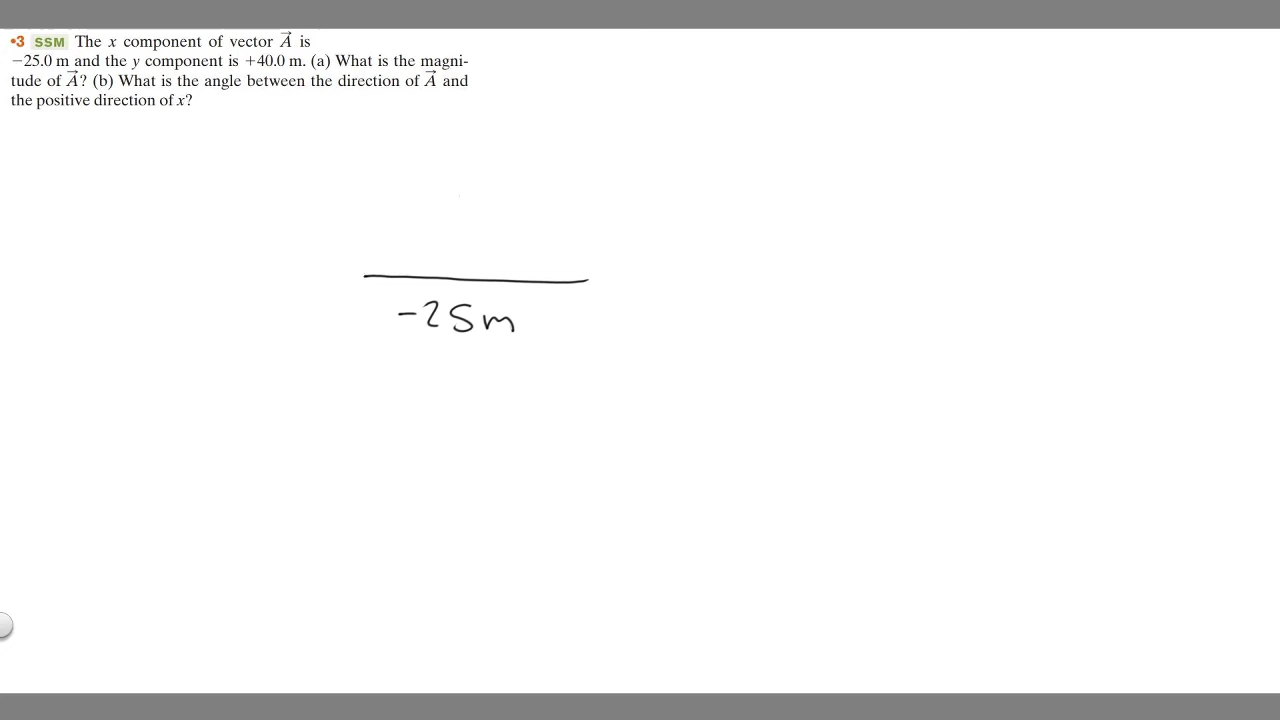 •3 SSM The x component of vector A⃗ is
−25.0 m and the y component is +40.0 m. (a) What is the magni-
tude of A⃗? (b) What is the angle between the direction of A⃗ and
the positive direction of x?
-25m